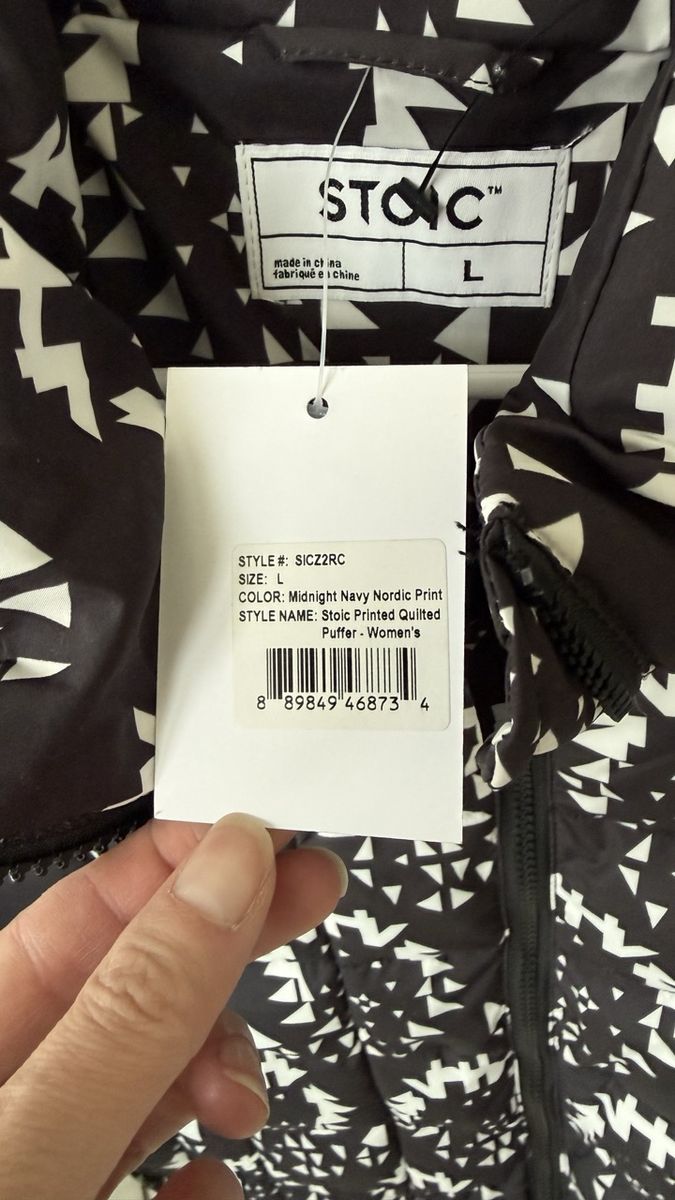 STOIC™
made in china
fabriqué en chine
L
STYLE #: SICZ2RC
SIZE: L
COLOR: Midnight Navy Nordic Print
STYLE NAME: Stoic Printed Quilted
Puffer - Women's
8 89849 46873 4